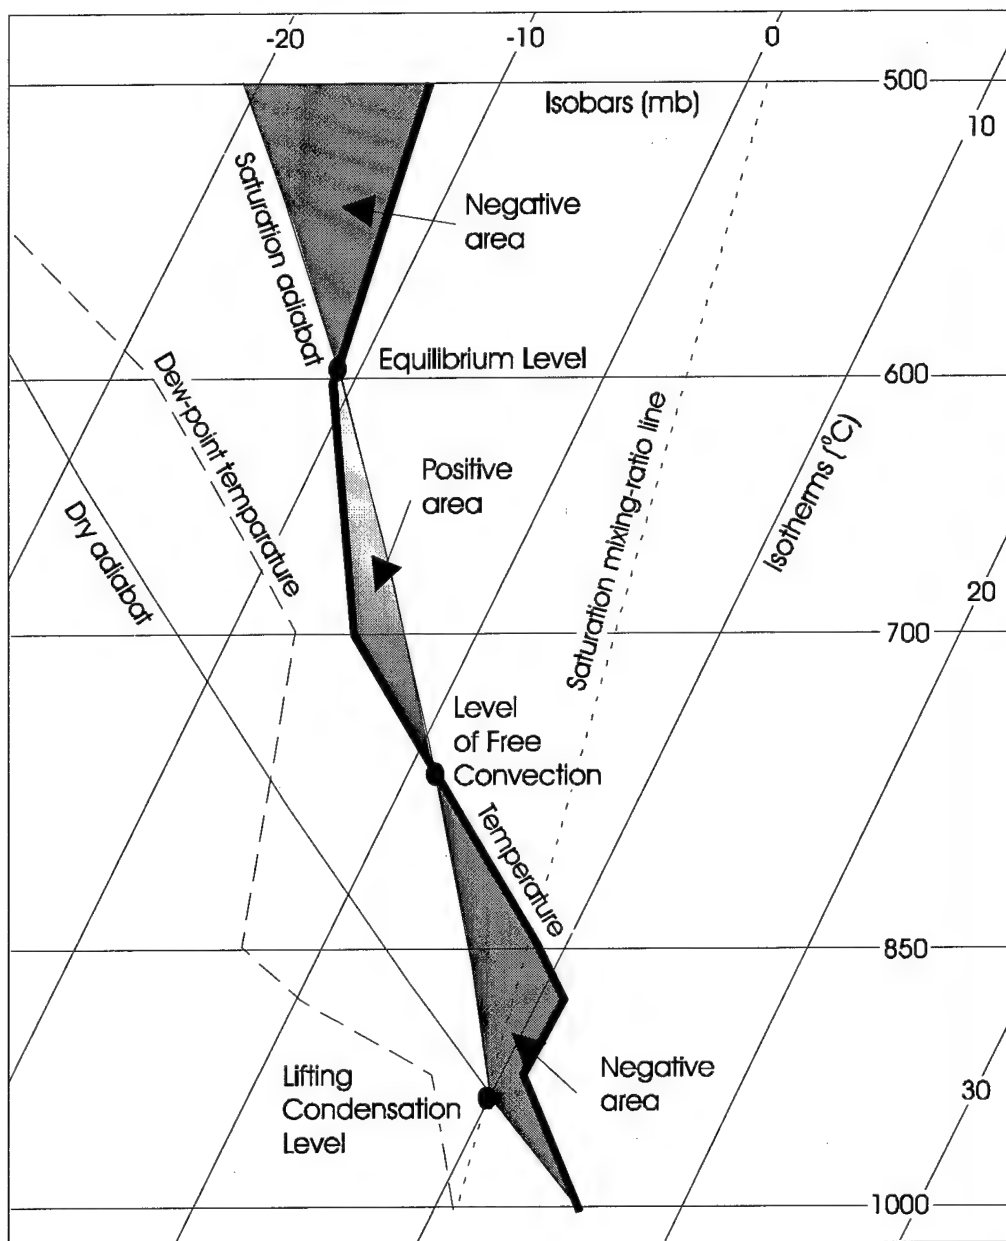 -20
-10
0
500
Isobars (mb)
10
Saturation adiabat
Negative
area
Equilibrium Level
600
Dew-point temparature
Positive
area
Saturation mixing-ratio line
Isotherms (°C)
Dry adiabat
20
700
Level
of Free
Convection
Temperature
850
Lifting
Condensation
Level
Negative
area
30
1000